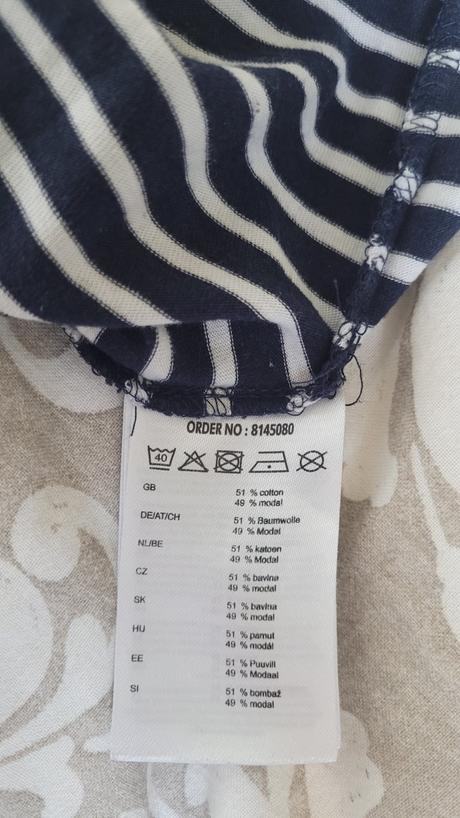 ORDER NO : 8145080
40
GB
51 % cotton
49 % modal
DE/AT/CH
51 % Baumwolle
49 % Modal
NL/BE
51 % katoen
49 % Modal
CZ
51 % bavlna
49 % modal
SK
51 % bavlna
49 % modal
HU
51 % pamut
49 % modál
EE
51 % Puuvill
49 % Modaal
SI
51 % bombaž
49 % modal